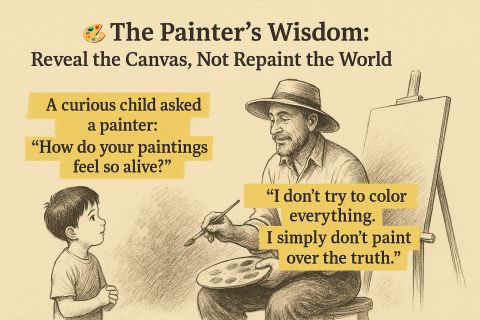 🎨 The Painter's Wisdom:
Reveal the Canvas, Not Repaint the World
A curious child asked
a painter:
“How do your paintings
feel so alive?”
“I don't try to color
everything.
I simply don't paint
over the truth.”